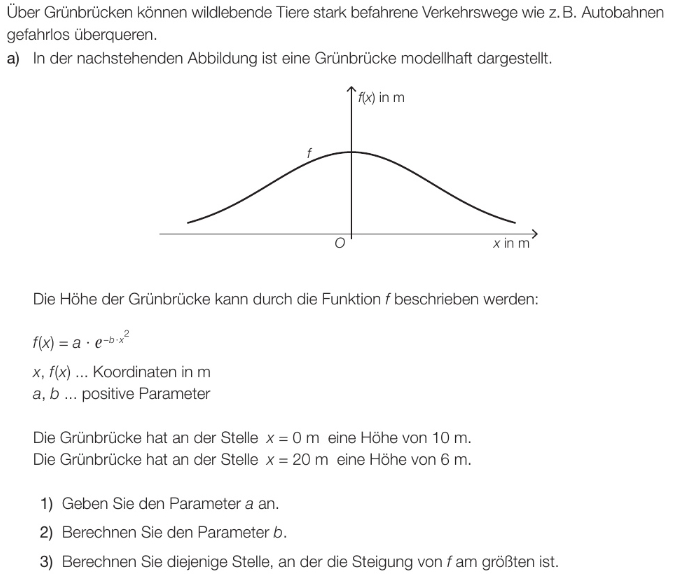 Über Grünbrücken können wildlebende Tiere stark befahrene Verkehrswege wie z. B. Autobahnen
gefahrlos überqueren.
a) In der nachstehenden Abbildung ist eine Grünbrücke modellhaft dargestellt.
f(x) in m
f
O
x in m
Die Höhe der Grünbrücke kann durch die Funktion f beschrieben werden:
f(x) = a · e^(−b·x²)
x, f(x) ... Koordinaten in m
a, b ... positive Parameter
Die Grünbrücke hat an der Stelle x = 0 m eine Höhe von 10 m.
Die Grünbrücke hat an der Stelle x = 20 m eine Höhe von 6 m.
1) Geben Sie den Parameter a an.
2) Berechnen Sie den Parameter b.
3) Berechnen Sie diejenige Stelle, an der die Steigung von f am größten ist.